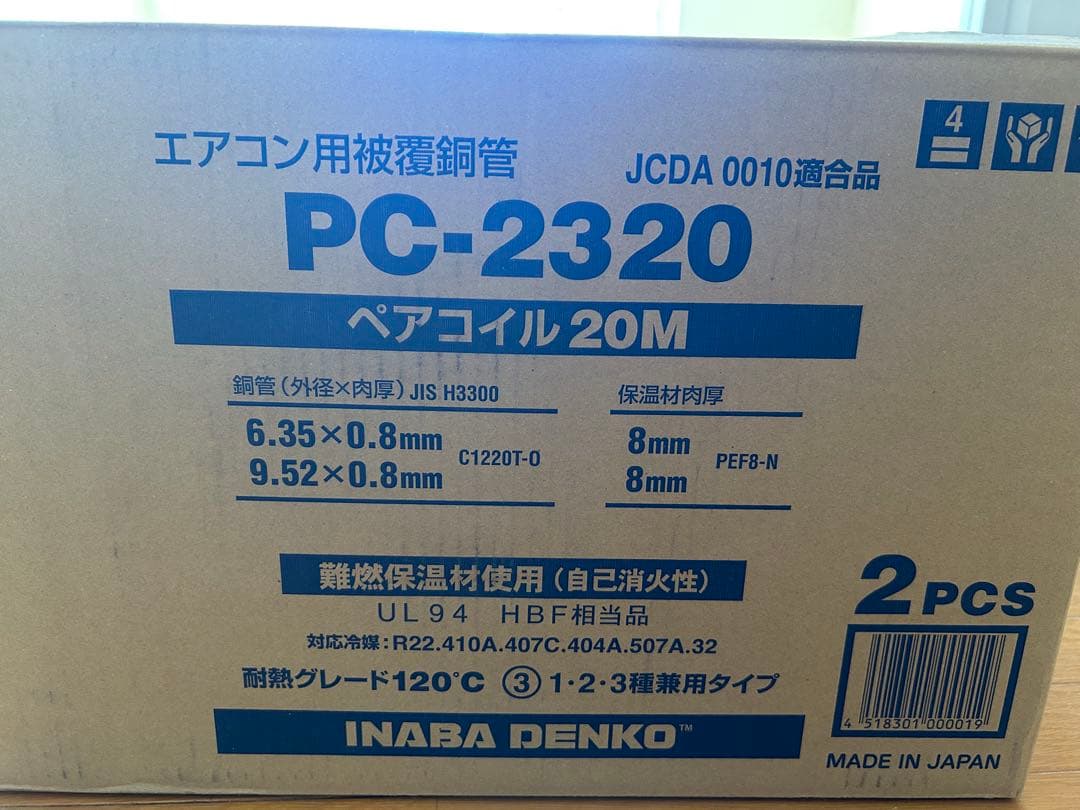 エアコン用被覆銅管
JCDA 0010適合品
4
PC-2320
ペアコイル 20M
銅管（外径×肉厚）JIS H3300
6.35×0.8mm
9.52×0.8mm
C1220T-O
保温材肉厚
8mm
8mm
PEF8-N
難燃保温材使用（自己消火性）
UL94 HBF相当品
対応冷媒：R22.410A.407C.404A.507A.32
耐熱グレード120℃ ③ 1・2・3種兼用タイプ
INABA DENKO™
2PCS
4 518301 000019
MADE IN JAPAN